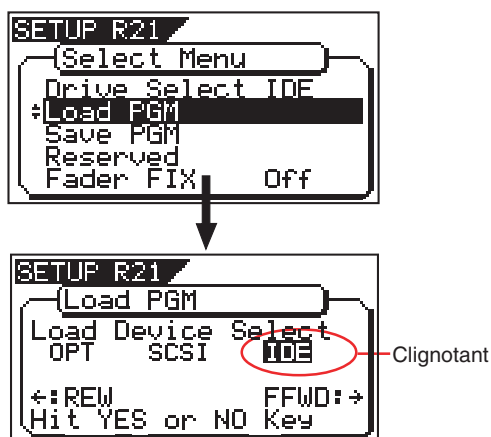 SETUP R21
Select Menu
Drive Select IDE
Load PGM
Save PGM
Reserved
Fader FIX Off
SETUP R21
Load PGM
Load Device Select
OPT SCSI IDE
Clignotant
←:REW FFWD:→
Hit YES or NO Key